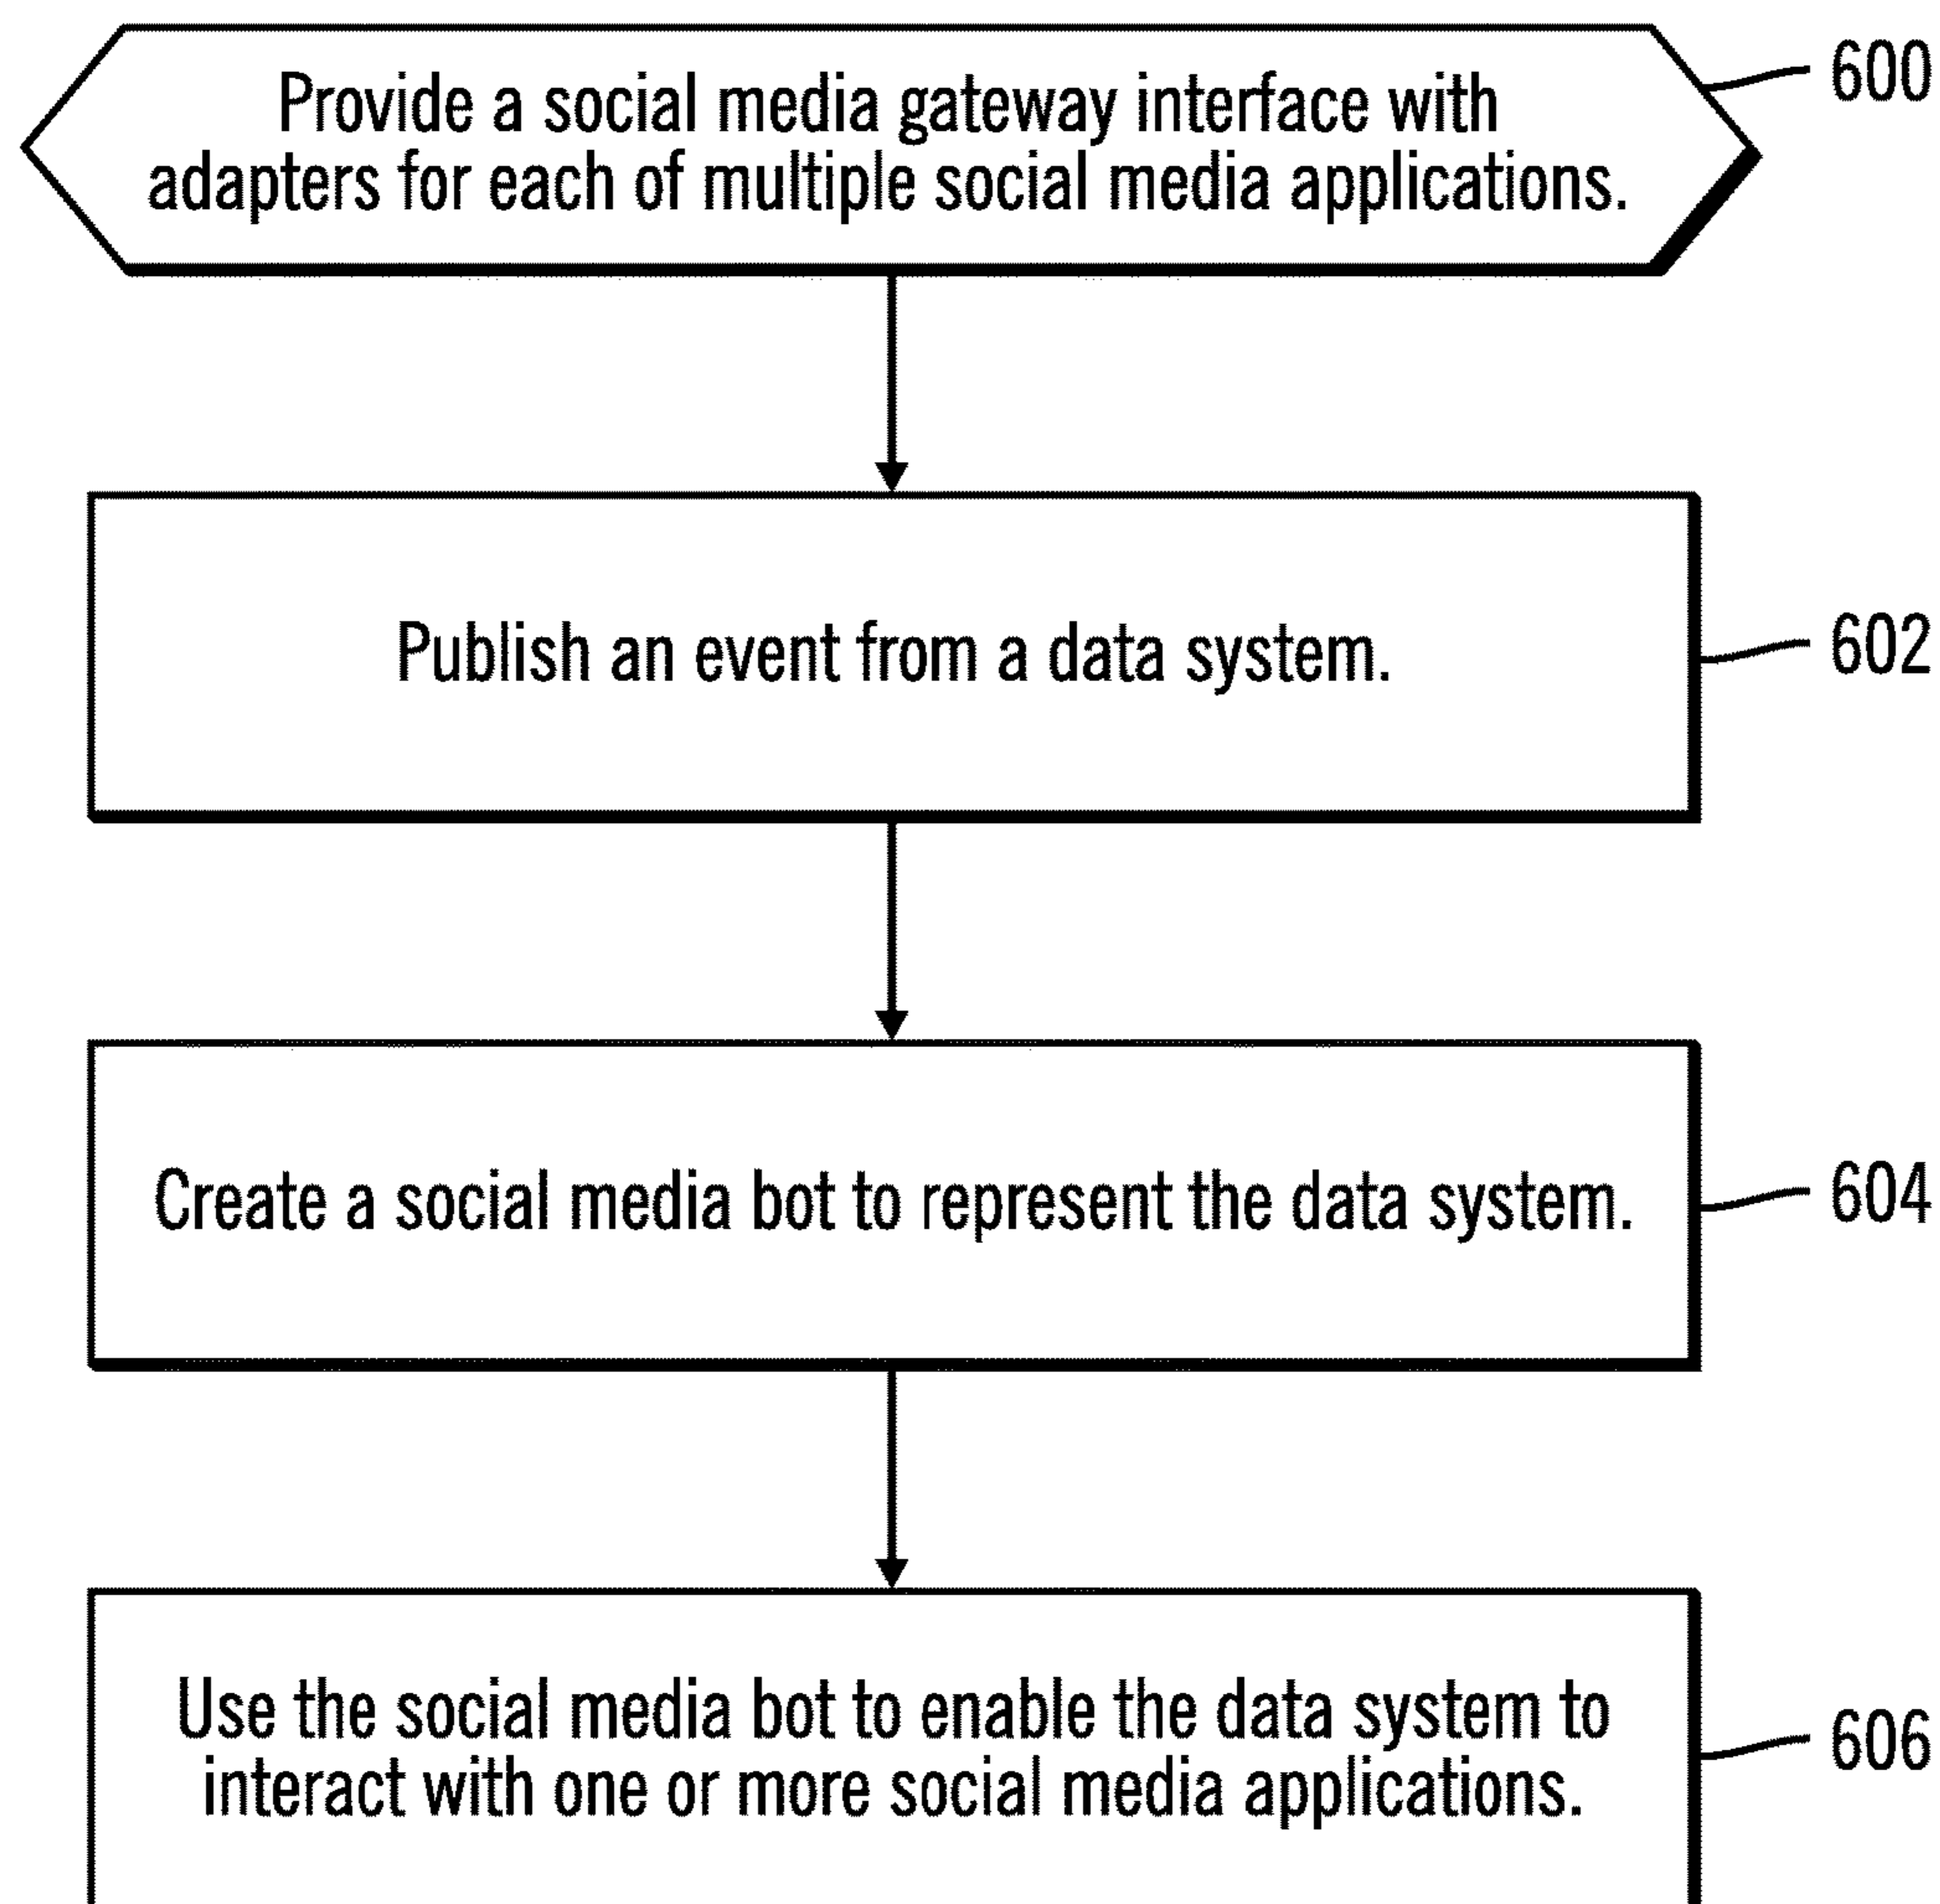 Provide a social media gateway interface with
adapters for each of multiple social media applications.
600
Publish an event from a data system.
602
Create a social media bot to represent the data system.
604
Use the social media bot to enable the data system to
interact with one or more social media applications.
606